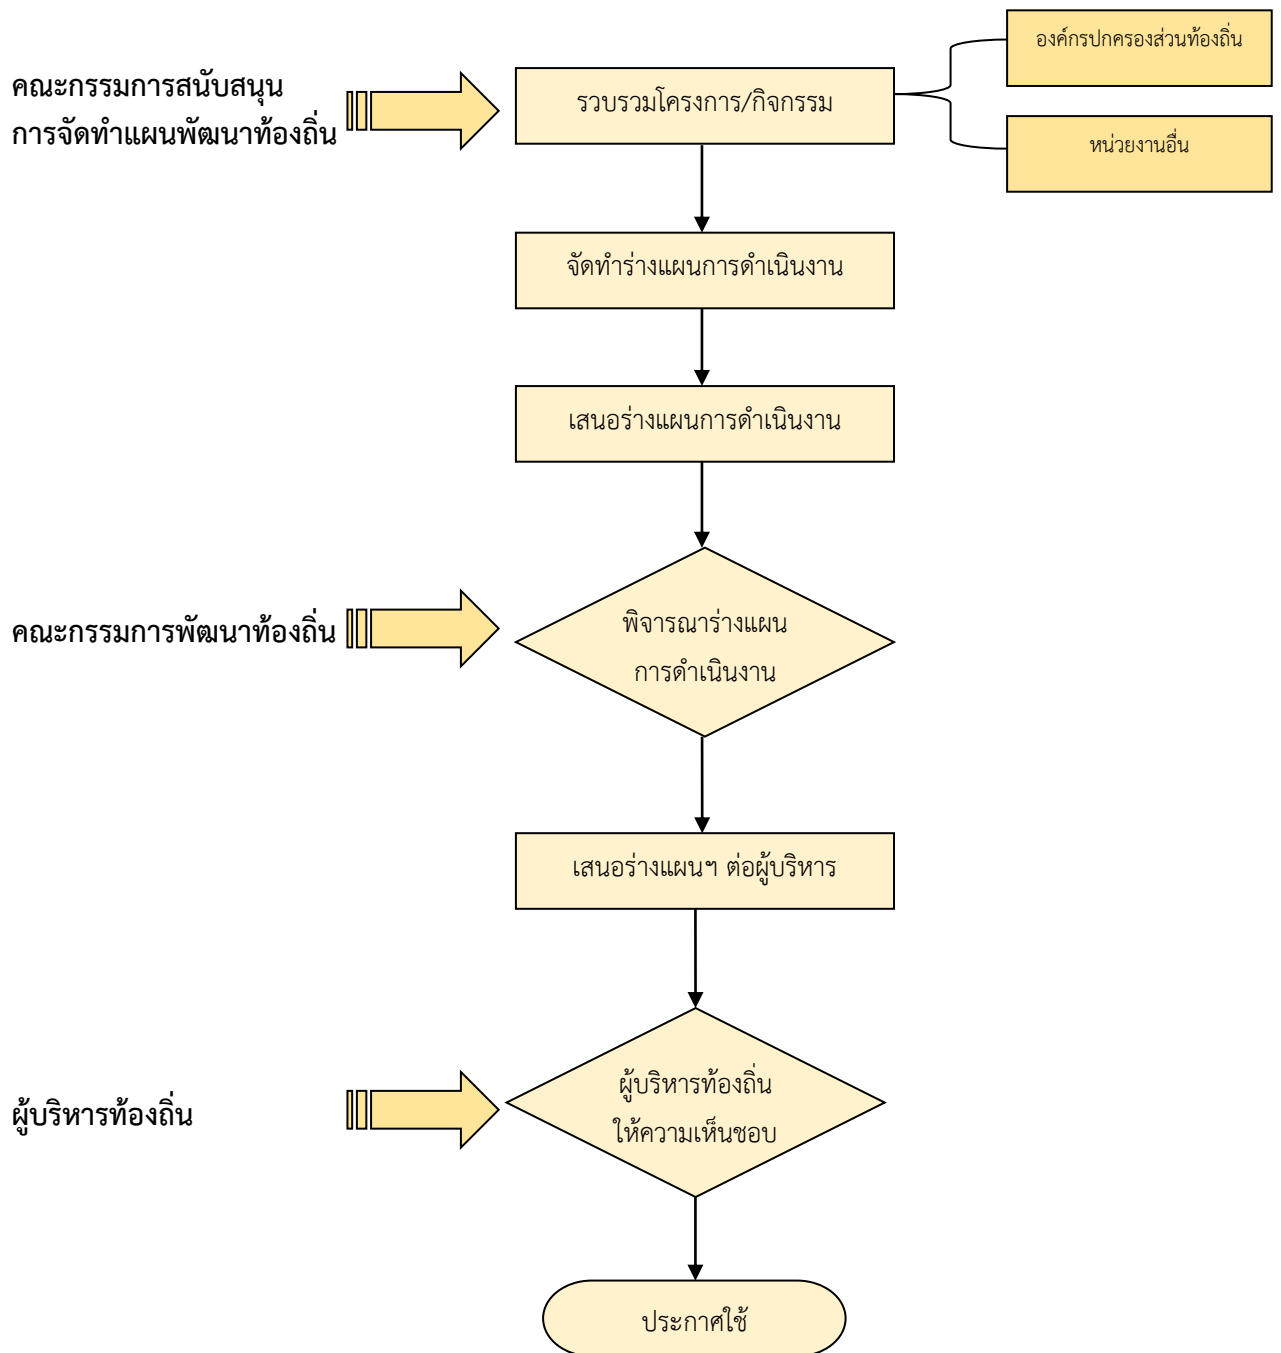 องค์กรปกครองส่วนท้องถิ่น
คณะกรรมการสนับสนุน
การจัดทำแผนพัฒนาท้องถิ่น
รวบรวมโครงการ/กิจกรรม
หน่วยงานอื่น
จัดทำร่างแผนการดำเนินงาน
เสนอร่างแผนการดำเนินงาน
คณะกรรมการพัฒนาท้องถิ่น
พิจารณาร่างแผน
การดำเนินงาน
เสนอร่างแผนฯ ต่อผู้บริหาร
ผู้บริหารท้องถิ่น
ผู้บริหารท้องถิ่น
ให้ความเห็นชอบ
ประกาศใช้